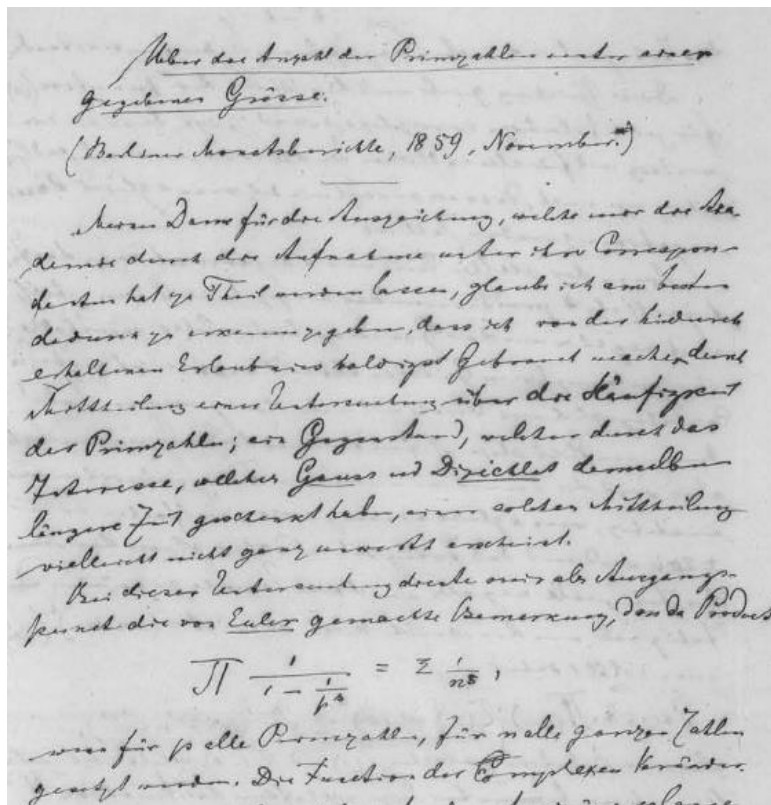 Ueber die Anzahl der Primzahlen unter einer
gegebenen Grösse.
(Berliner Monatsberichte, 1859, November.)
Meinen Dank für die Auszeichnung, welche mir die Aka-
demie durch die Aufnahme unter ihre Correspon-
denten hat zu Theil werden lassen, glaube ich am besten
dadurch zu erkennen zu geben, dass ich von der hiedurch
erhaltenen Erlaubniss baldigst Gebrauch mache durch
Mittheilung einer Untersuchung über die Häufigkeit
der Primzahlen; ein Gegenstand, welcher durch das
Interesse, welches Gauss und Dirichlet demselben
längere Zeit geschenkt haben, einer solchen Mittheilung
vielleicht nicht ganz unwerth erscheint.
Bei dieser Untersuchung diente mir als Ausgangs-
punct die von Euler gemachte Bemerkung, dass das Product
∏ 1/(1 − 1/p^s) = Σ 1/n^s,
wenn für p alle Primzahlen, für n alle ganzen Zahlen
gesetzt werden. Die Function der complexen Veränder-